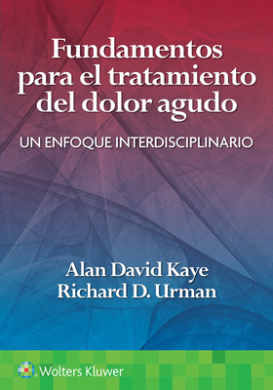 Fundamentos
para el tratamiento
del dolor agudo
UN ENFOQUE INTERDISCIPLINARIO
Alan David Kaye
Richard D. Urman
Wolters Kluwer